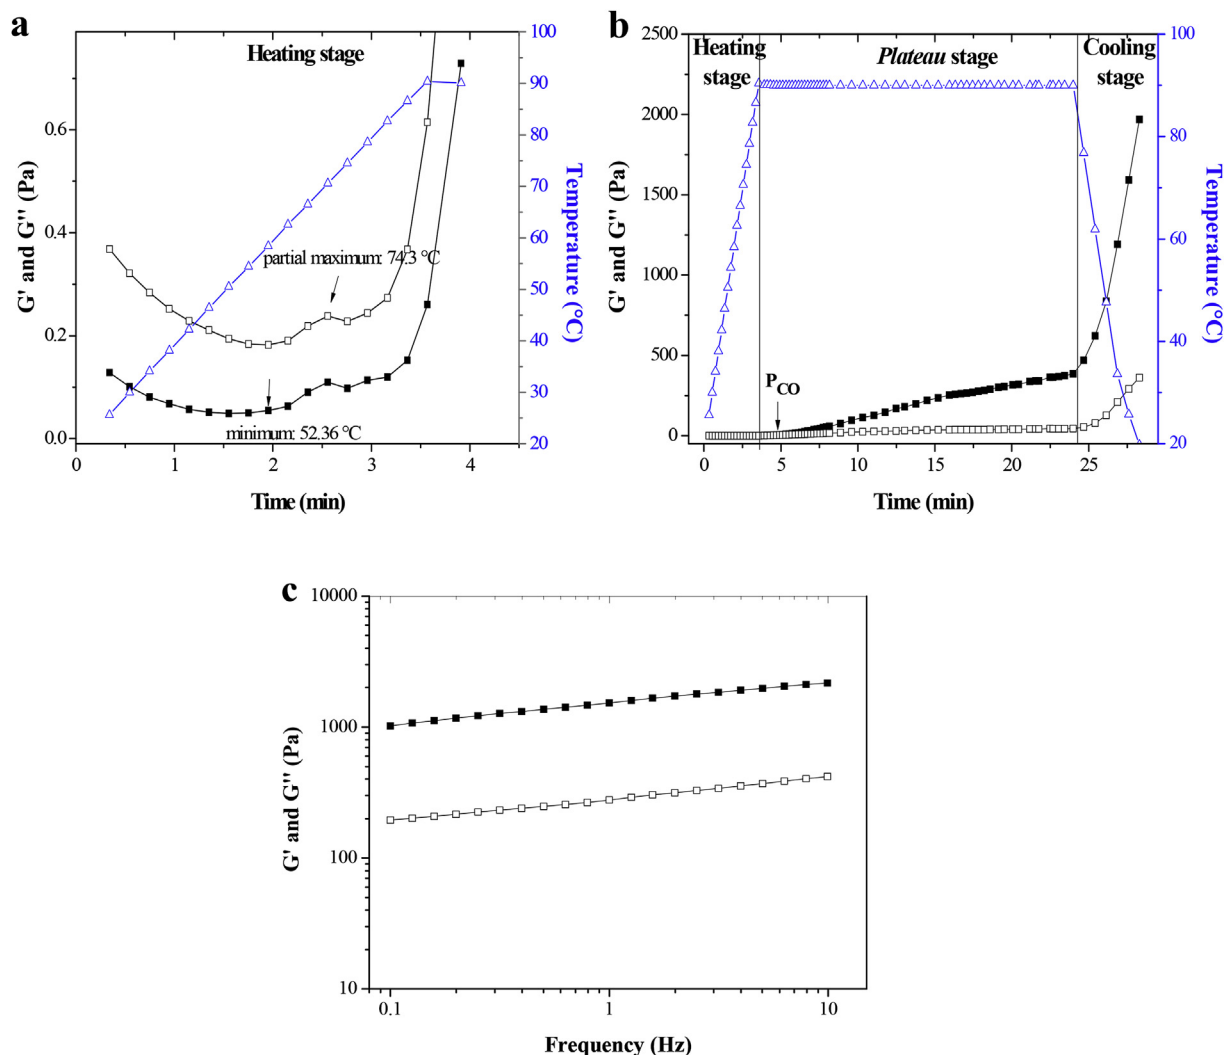 a
Heating stage
partial maximum: 74.3 °C
minimum: 52.36 °C
0.6
0.4
0.2
0.0
G' and G'' (Pa)
100
90
80
70
60
50
40
30
20
Temperature (°C)
0 1 2 3 4
Time (min)
b
Heating
stage
Plateau stage
Cooling
stage
PCO
2500
2000
1500
1000
500
0
G' and G'' (Pa)
100
80
60
40
20
Temperature (°C)
0 5 10 15 20 25
Time (min)
c
10000
1000
100
10
G' and G'' (Pa)
0.1 1 10
Frequency (Hz)